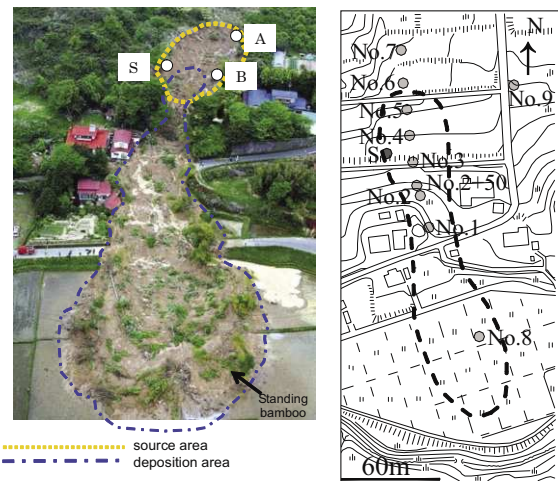 A
S
B
Standing
bamboo
source area
deposition area
N
No.7
No.6
No.9
No.5
No.4
S
No.3
No.2+50
No.2
No.1
No.8
60m